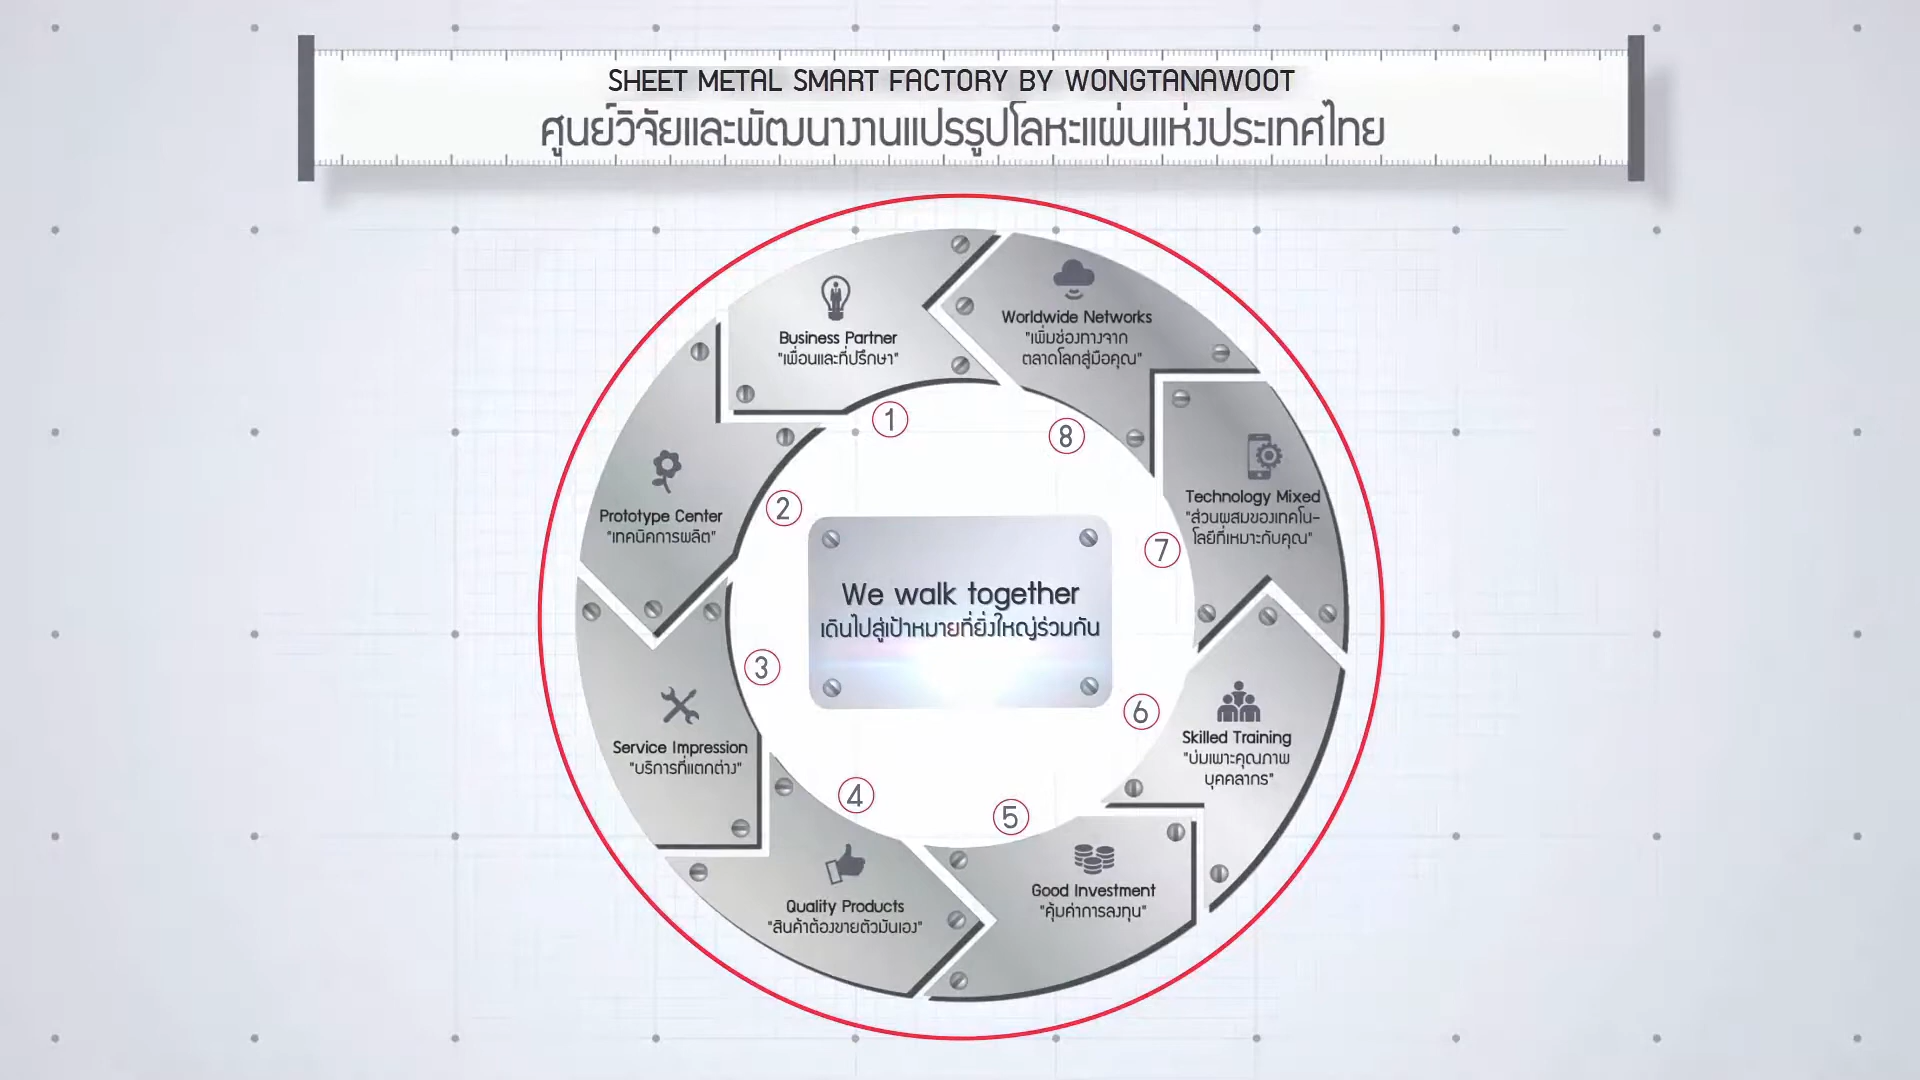 SHEET METAL SMART FACTORY BY WONGTANAWOOT
ศูนย์วิจัยและพัฒนางานแปรรูปโลหะแผ่นแห่งประเทศไทย
Business Partner
"เพื่อนและที่ปรึกษา"
1
Prototype Center
"เทคนิคการผลิต"
2
Service Impression
"บริการที่แตกต่าง"
3
Quality Products
"สินค้าต้องขายตัวมันเอง"
4
Good Investment
"คุ้มค่าการลงทุน"
5
Skilled Training
"บ่มเพาะคุณภาพ
บุคคลากร"
6
Technology Mixed
"ส่วนผสมของเทคโน-
โลยีที่เหมาะกับคุณ"
7
Worldwide Networks
"เพิ่มช่องทางจาก
ตลาดโลกสู่มือคุณ"
8
We walk together
เดินไปสู่เป้าหมายที่ยิ่งใหญ่ร่วมกัน